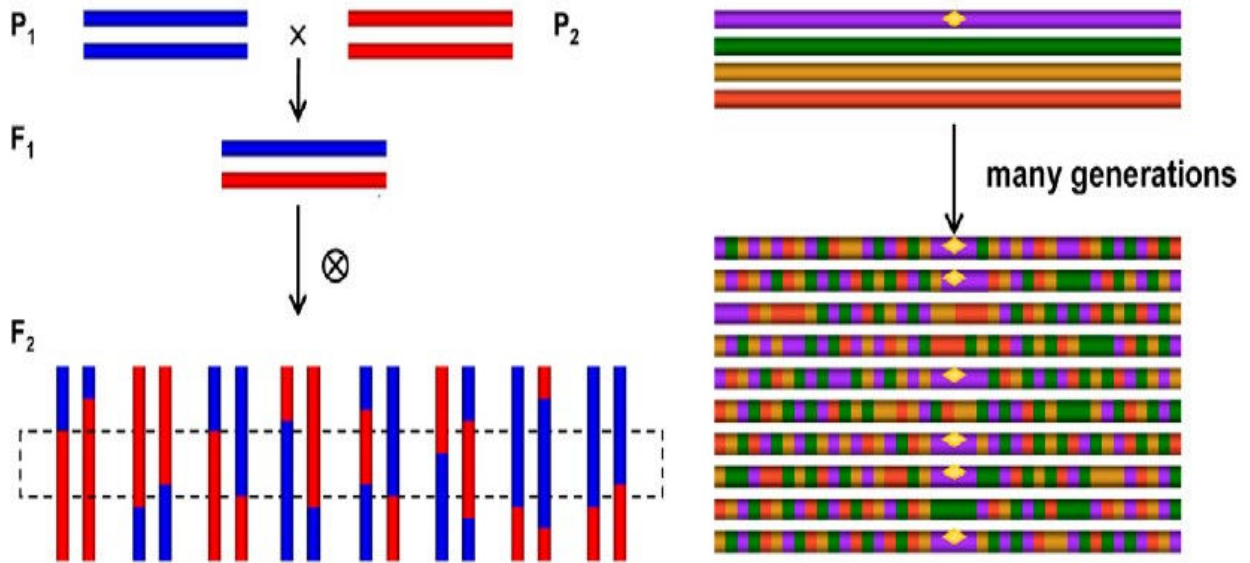 P₁
×
P₂
F₁
many generations
⊗
F₂